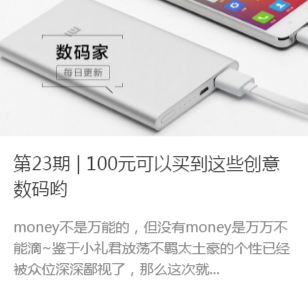 数码家
每日更新
第23期 | 100元可以买到这些创意
数码哟
money不是万能的，但没有money是万万不
能滴~鉴于小礼君放荡不羁太土豪的个性已经
被众位深深鄙视了，那么这次就...